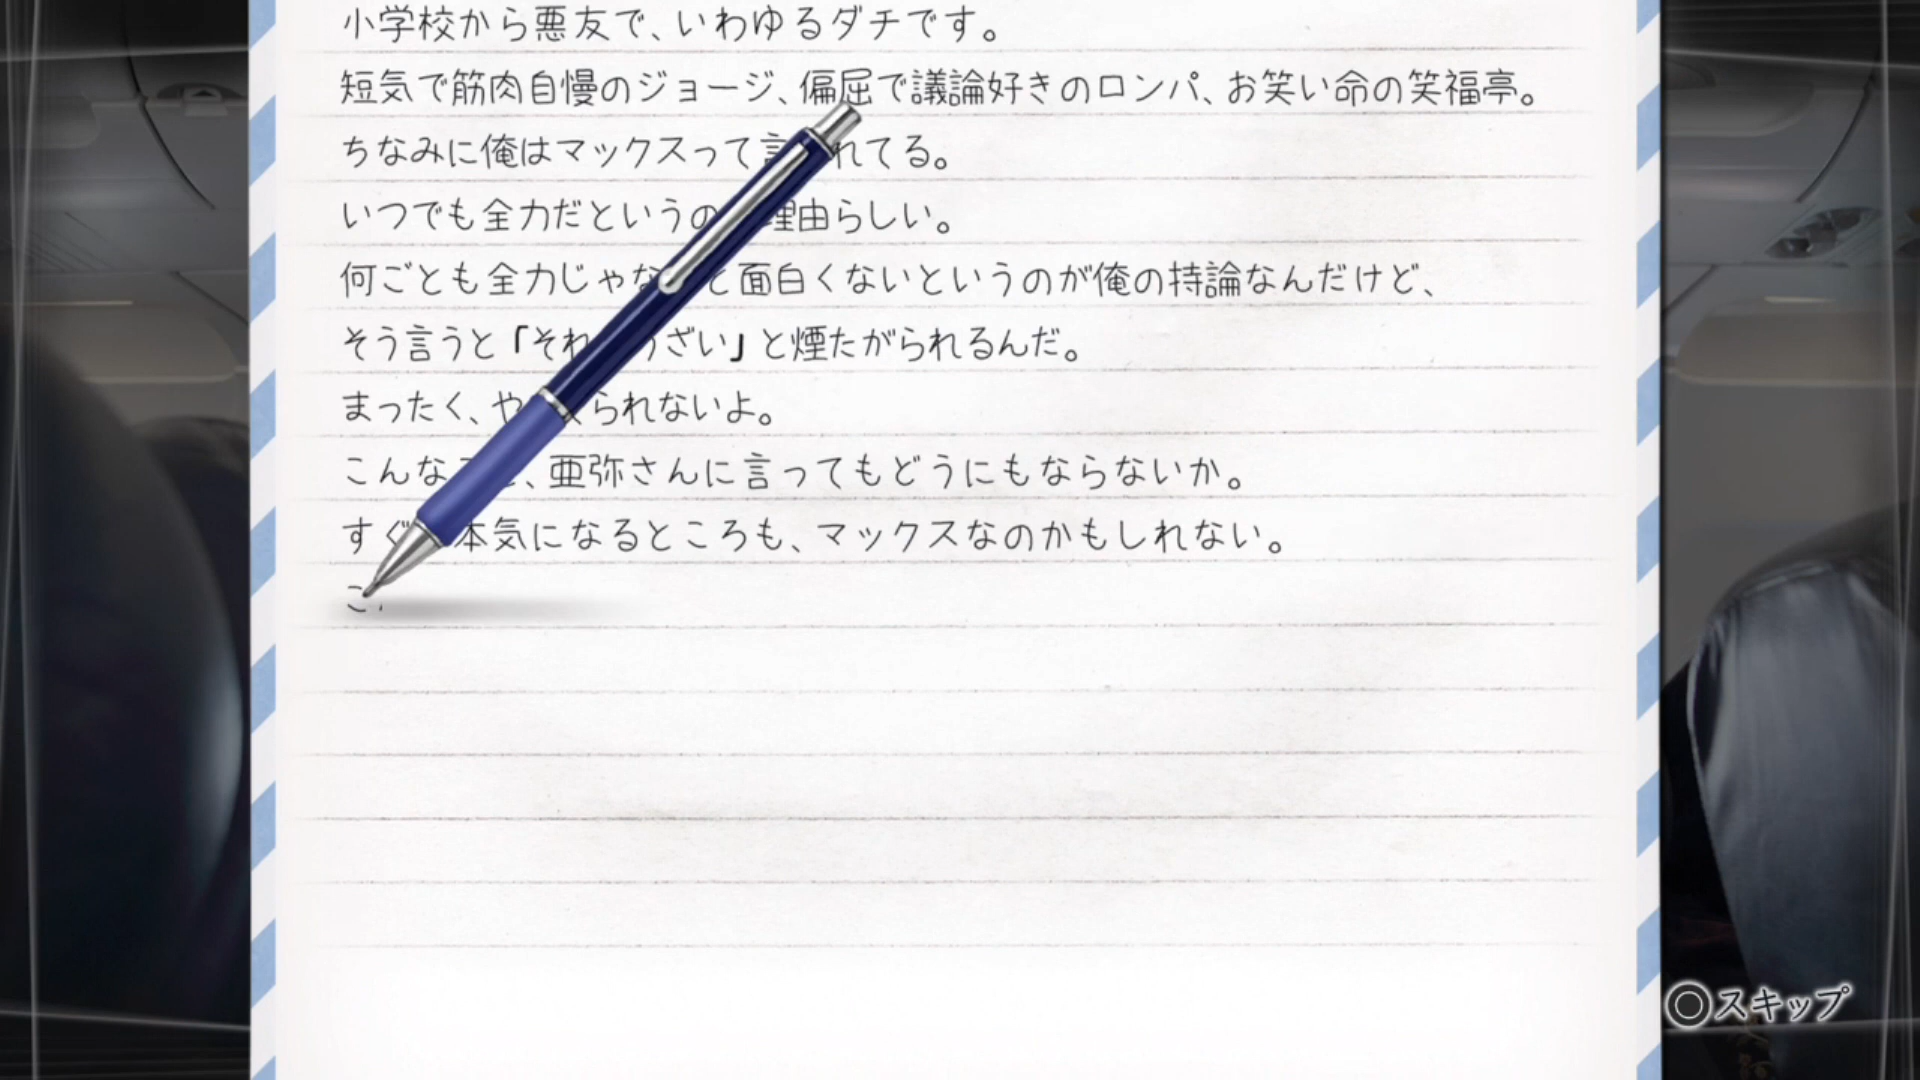 小学校から悪友で、いわゆるダチです。
短気で筋肉自慢のジョージ、偏屈で議論好きのロンパ、お笑い命の笑福亭。
ちなみに俺はマックスって言われてる。
いつでも全力だというの理由らしい。
何ごとも全力じゃなと面白くないというのが俺の持論なんだけど、
そう言うと「それうざい」と煙たがられるんだ。
まったく、やられないよ。
こんな、亜弥さんに言ってもどうにもならないか。
すぐ本気になるところも、マックスなのかもしれない。
スキップ